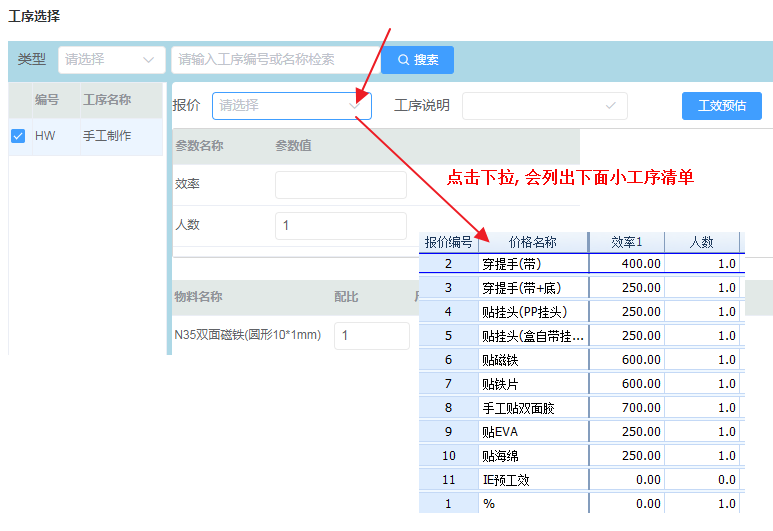 工序选择
类型 请选择 请输入工序编号或名称检索 搜索
编号 工序名称
HW 手工制作
报价 请选择 工序说明 工效预估
参数名称 参数值
效率
人数 1
点击下拉, 会列出下面小工序清单
物料名称 配比
N35双面磁铁(圆形10*1mm) 1
报价编号 价格名称 效率1 人数
2 穿提手(带) 400.00 1.0
3 穿提手(带+底) 250.00 1.0
4 贴挂头(PP挂头) 250.00 1.0
5 贴挂头(盒自带挂... 250.00 1.0
6 贴磁铁 600.00 1.0
7 贴铁片 600.00 1.0
8 手工贴双面胶 700.00 1.0
9 贴EVA 250.00 1.0
10 贴海绵 250.00 1.0
11 IE预工效 0.00 0.0
1 % 0.00 1.0